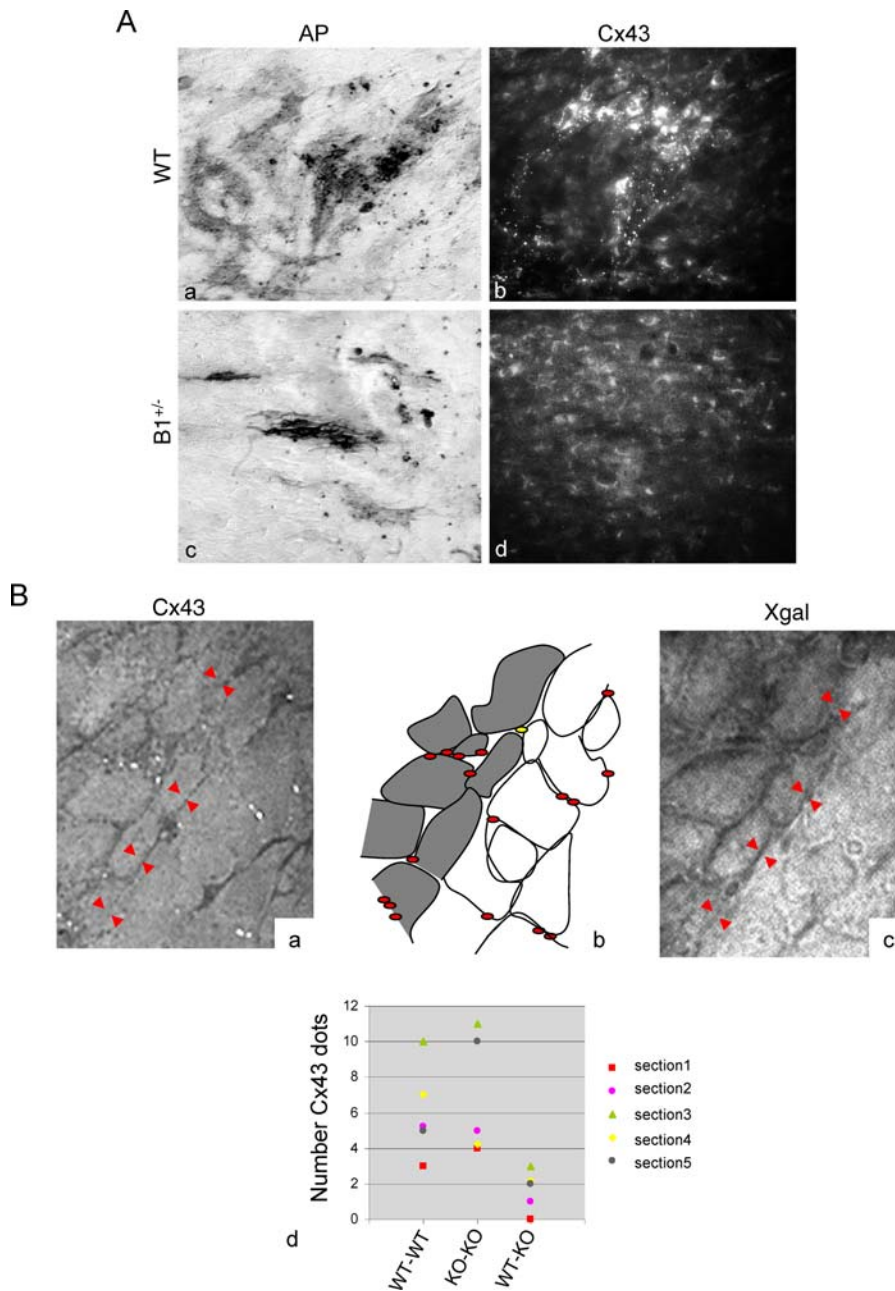 A
AP
Cx43
WT
a
b
B1+/-
c
d
B
Cx43
Xgal
a
b
c
Number Cx43 dots
12
10
8
6
4
2
0
WT-WT
KO-KO
WT-KO
section1
section2
section3
section4
section5
d